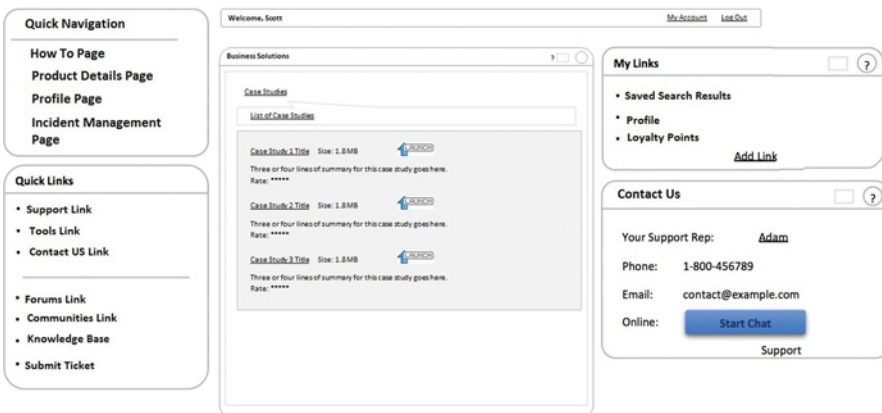 Quick Navigation
How To Page
Product Details Page
Profile Page
Incident Management
Page
Quick Links
• Support Link
• Tools Link
• Contact US Link
• Forums Link
• Communities Link
• Knowledge Base
• Submit Ticket
Welcome, Scott
My Account Log Out
Business Solutions
?
Case Studies
List of Case Studies
Case Study 1 Title Size: 1.8MB LAUNCH
Three or four lines of summary for this case study goes here.
Rate: *****
Case Study 2 Title Size: 1.8MB LAUNCH
Three or four lines of summary for this case study goes here.
Rate: *****
Case Study 3 Title Size: 1.8MB LAUNCH
Three or four lines of summary for this case study goes here.
Rate: *****
My Links
?
• Saved Search Results
• Profile
• Loyalty Points
Add Link
Contact Us
?
Your Support Rep: Adam
Phone: 1-800-456789
Email: contact@example.com
Online: Start Chat
Support